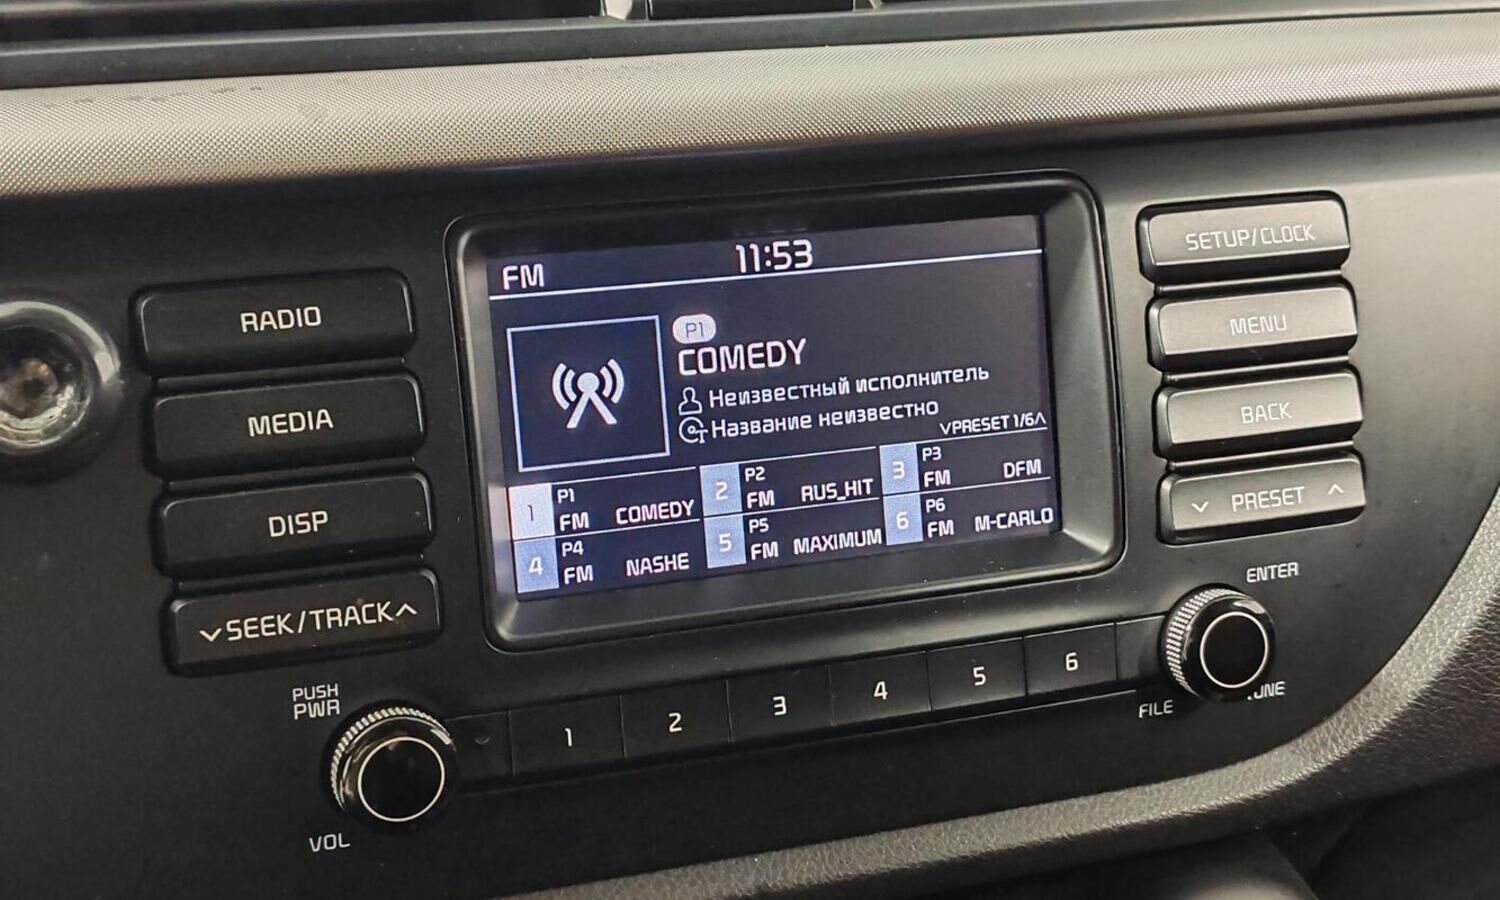 RADIO
MEDIA
DISP
SEEK/TRACK
PUSH
PWR
VOL
FM
11:53
P1
COMEDY
Неизвестный исполнитель
Название неизвестно
PRESET 1/6
1 P1 FM COMEDY
2 P2 FM RUS_HIT
3 P3 FM DFM
4 P4 FM NASHE
5 P5 FM MAXIMUM
6 P6 FM M-CARLO
1 2 3 4 5 6
SETUP/CLOCK
MENU
BACK
PRESET
ENTER
FILE